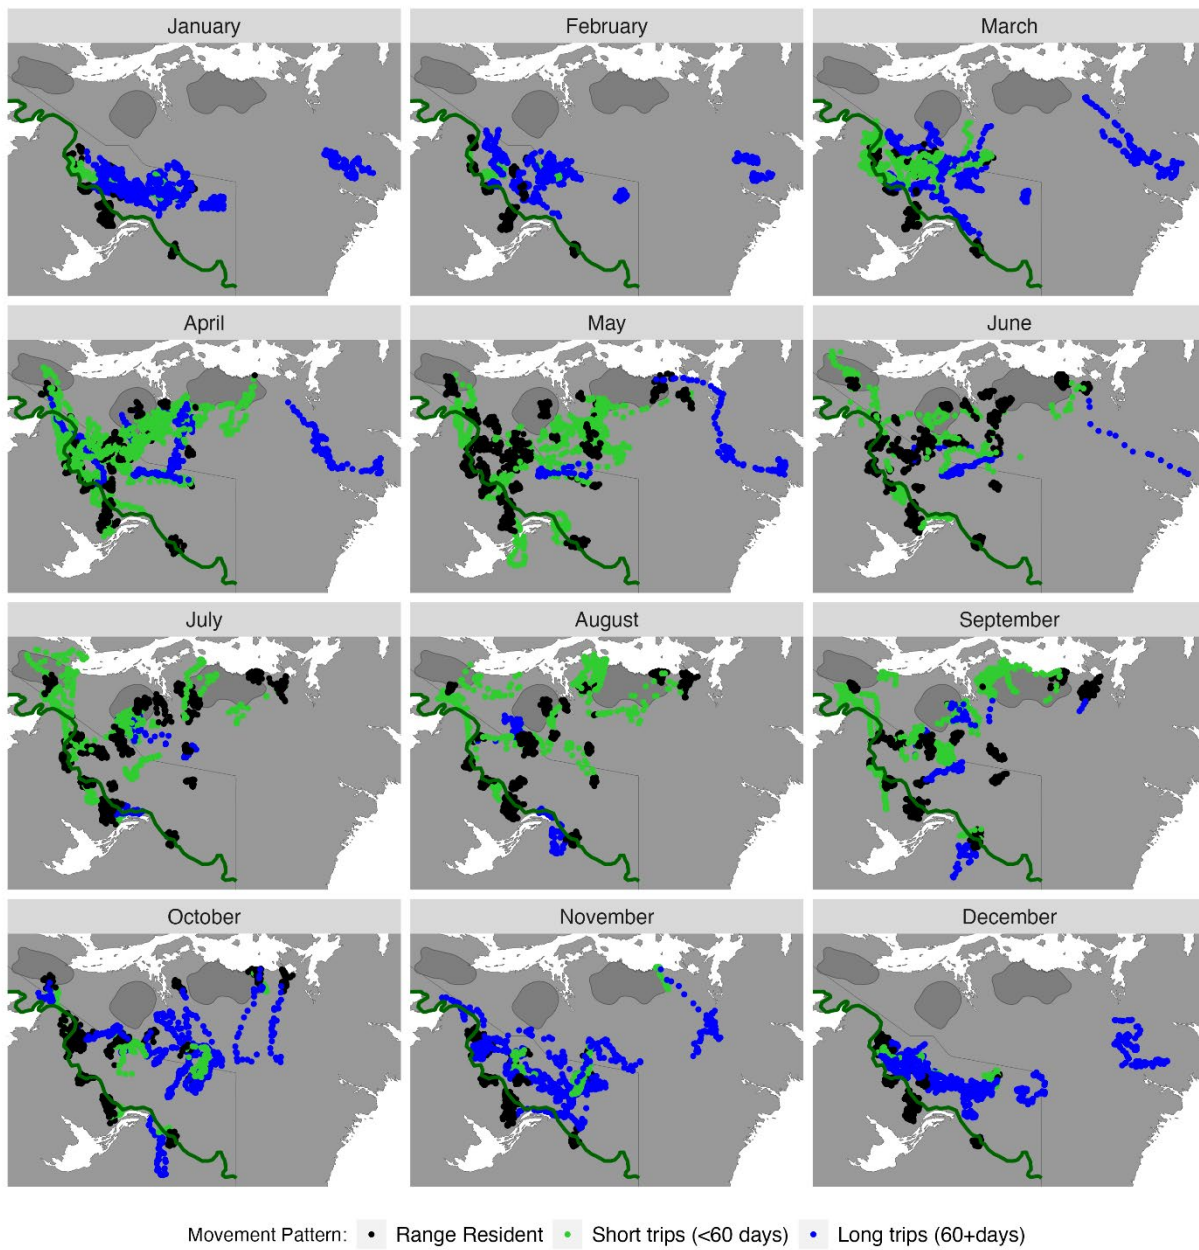 January
February
March
April
May
June
July
August
September
October
November
December
Movement Pattern: Range Resident Short trips (<60 days) Long trips (60+days)